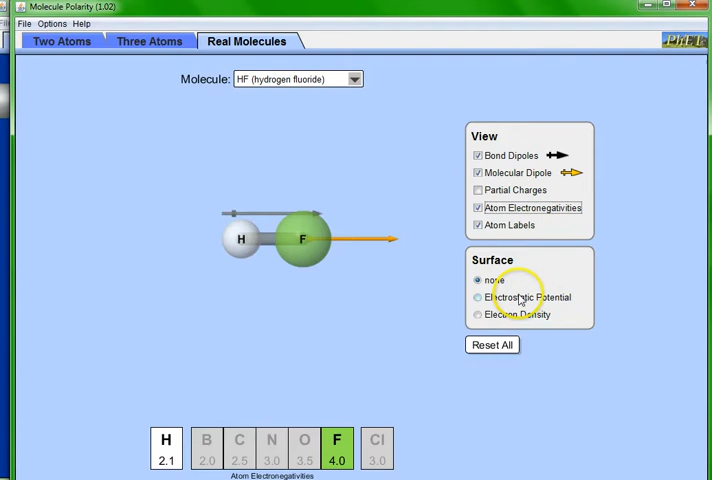 Molecule Polarity (1.02)
File Options Help
Two Atoms Three Atoms Real Molecules
PhET
Molecule: HF (hydrogen fluoride)
View
Bond Dipoles
Molecular Dipole
Partial Charges
Atom Electronegativities
Atom Labels
H F
Surface
none
Electrostatic Potential
Electron Density
Reset All
H B C N O F Cl
2.1 2.0 2.5 3.0 3.5 4.0 3.0
Atom Electronegativities